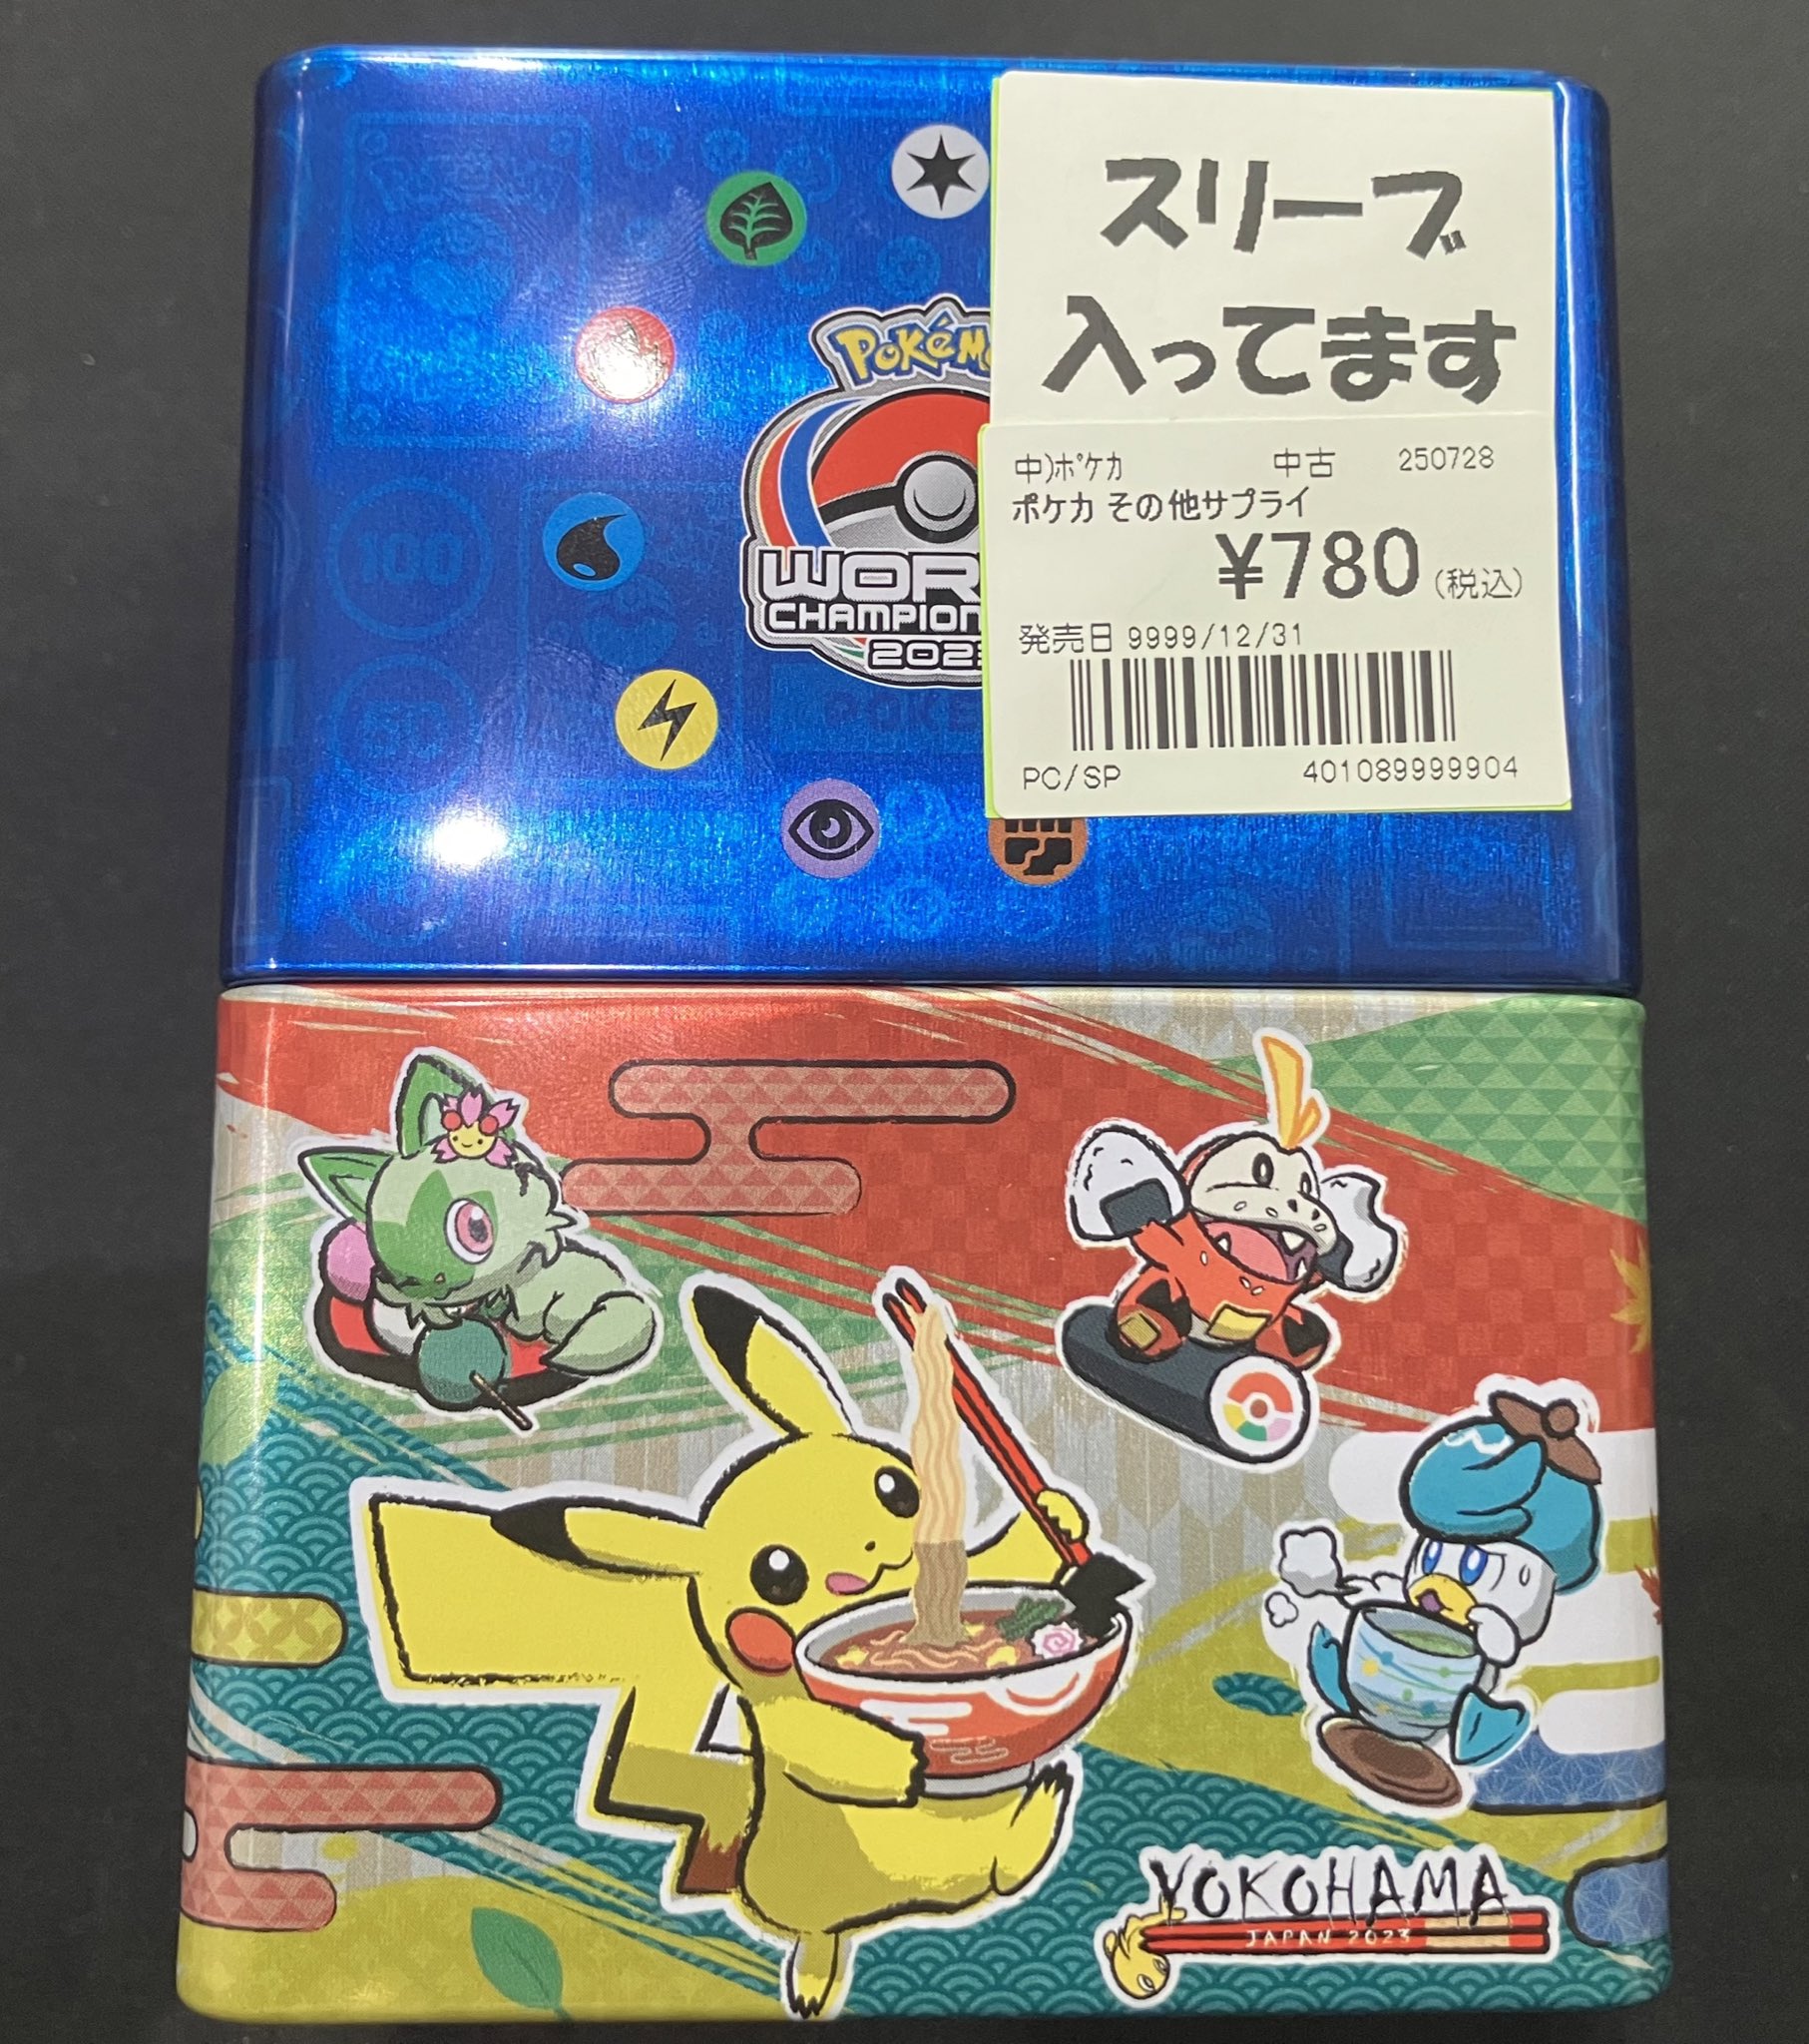 スリーブ
入ってます
中)ポケカ 中古 250728
ポケカ その他サプライ
¥780(税込)
発売日 9999/12/31
PC/SP 401089999904
100
YOKOHAMA
JAPAN 2023